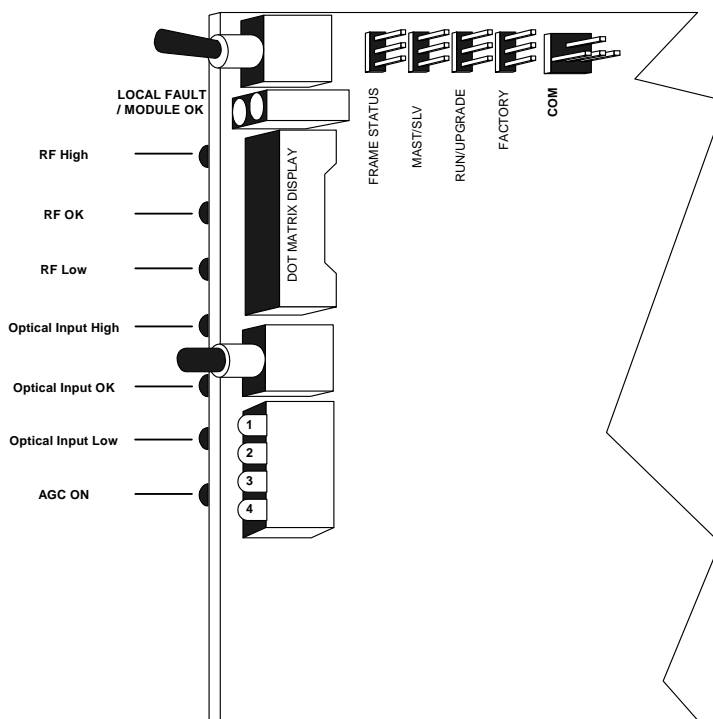 LOCAL FAULT
/ MODULE OK
RF High
RF OK
RF Low
Optical Input High
Optical Input OK
Optical Input Low
AGC ON
DOT MATRIX DISPLAY
1
2
3
4
FRAME STATUS
MAST/SLV
RUN/UPGRADE
FACTORY
COM